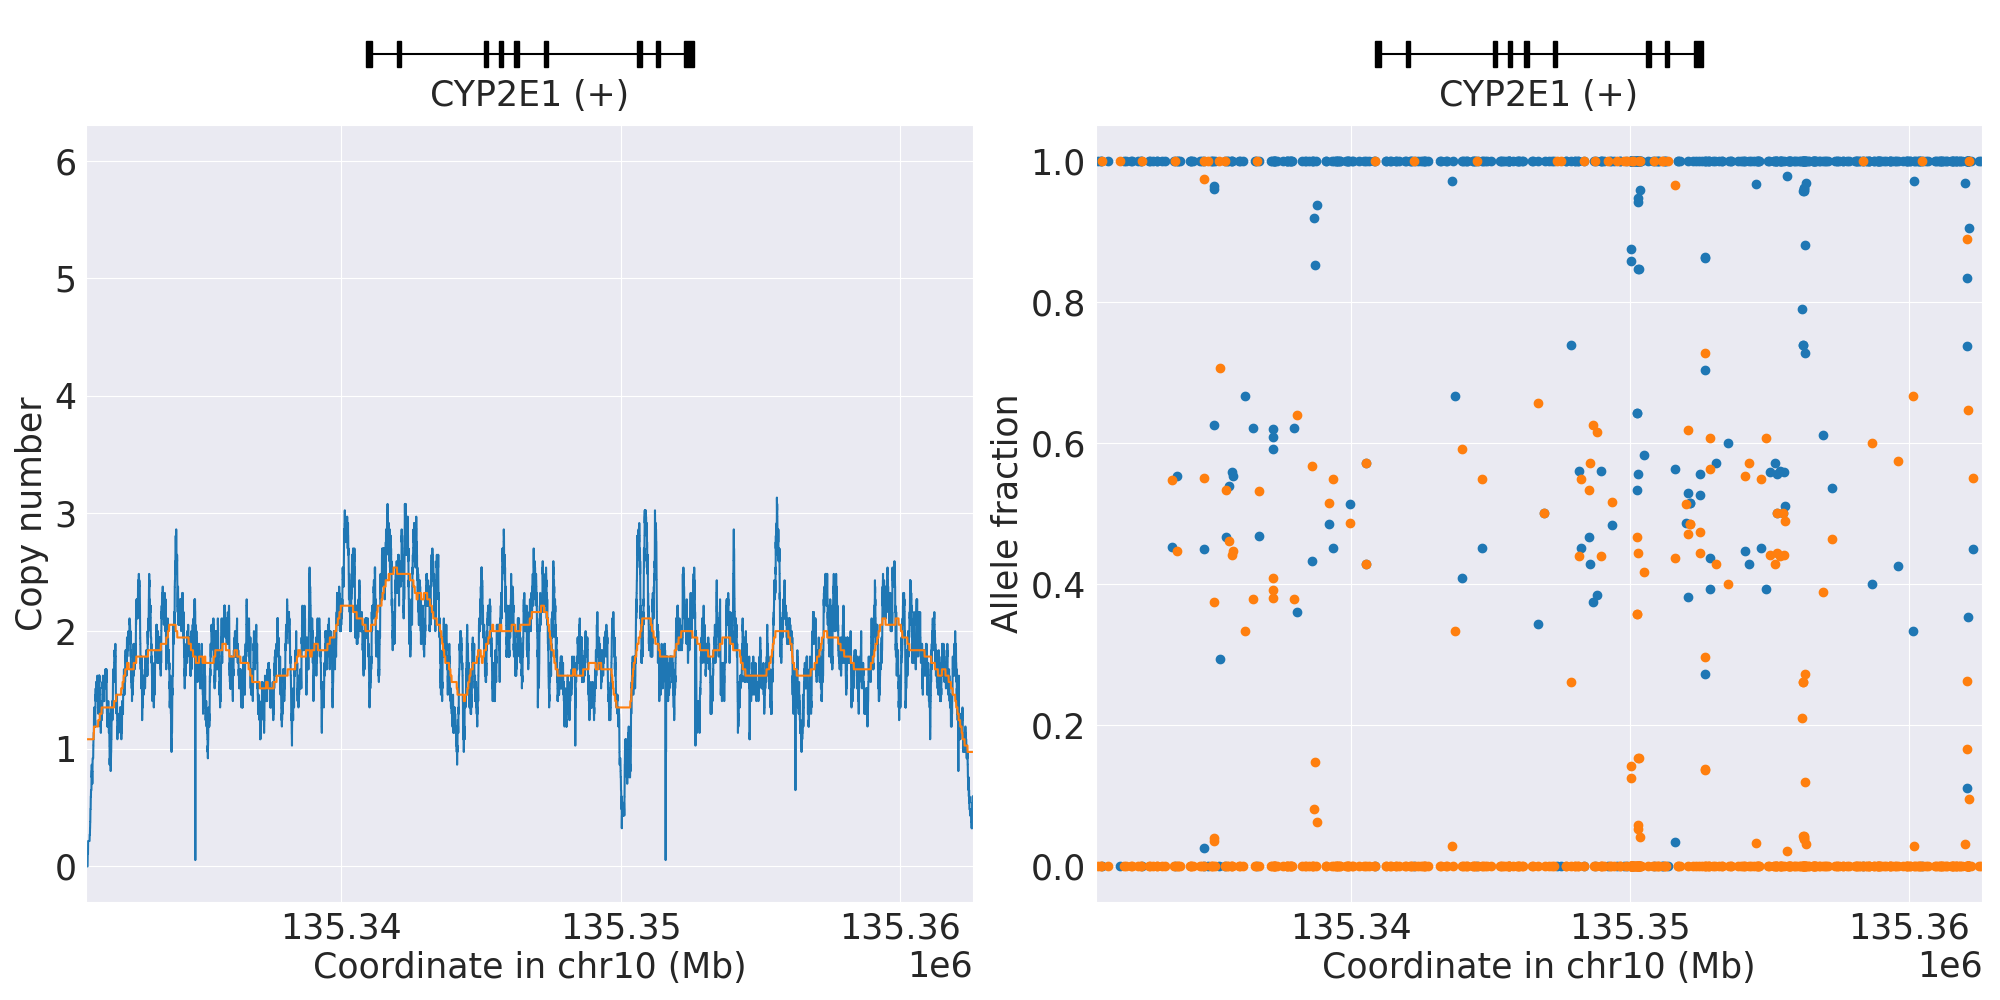 CYP2E1 (+)
6
5
4
3
2
1
0
Copy number
135.34
135.35
135.36
Coordinate in chr10 (Mb)
1e6
CYP2E1 (+)
1.0
0.8
0.6
0.4
0.2
0.0
Allele fraction
135.34
135.35
135.36
Coordinate in chr10 (Mb)
1e6